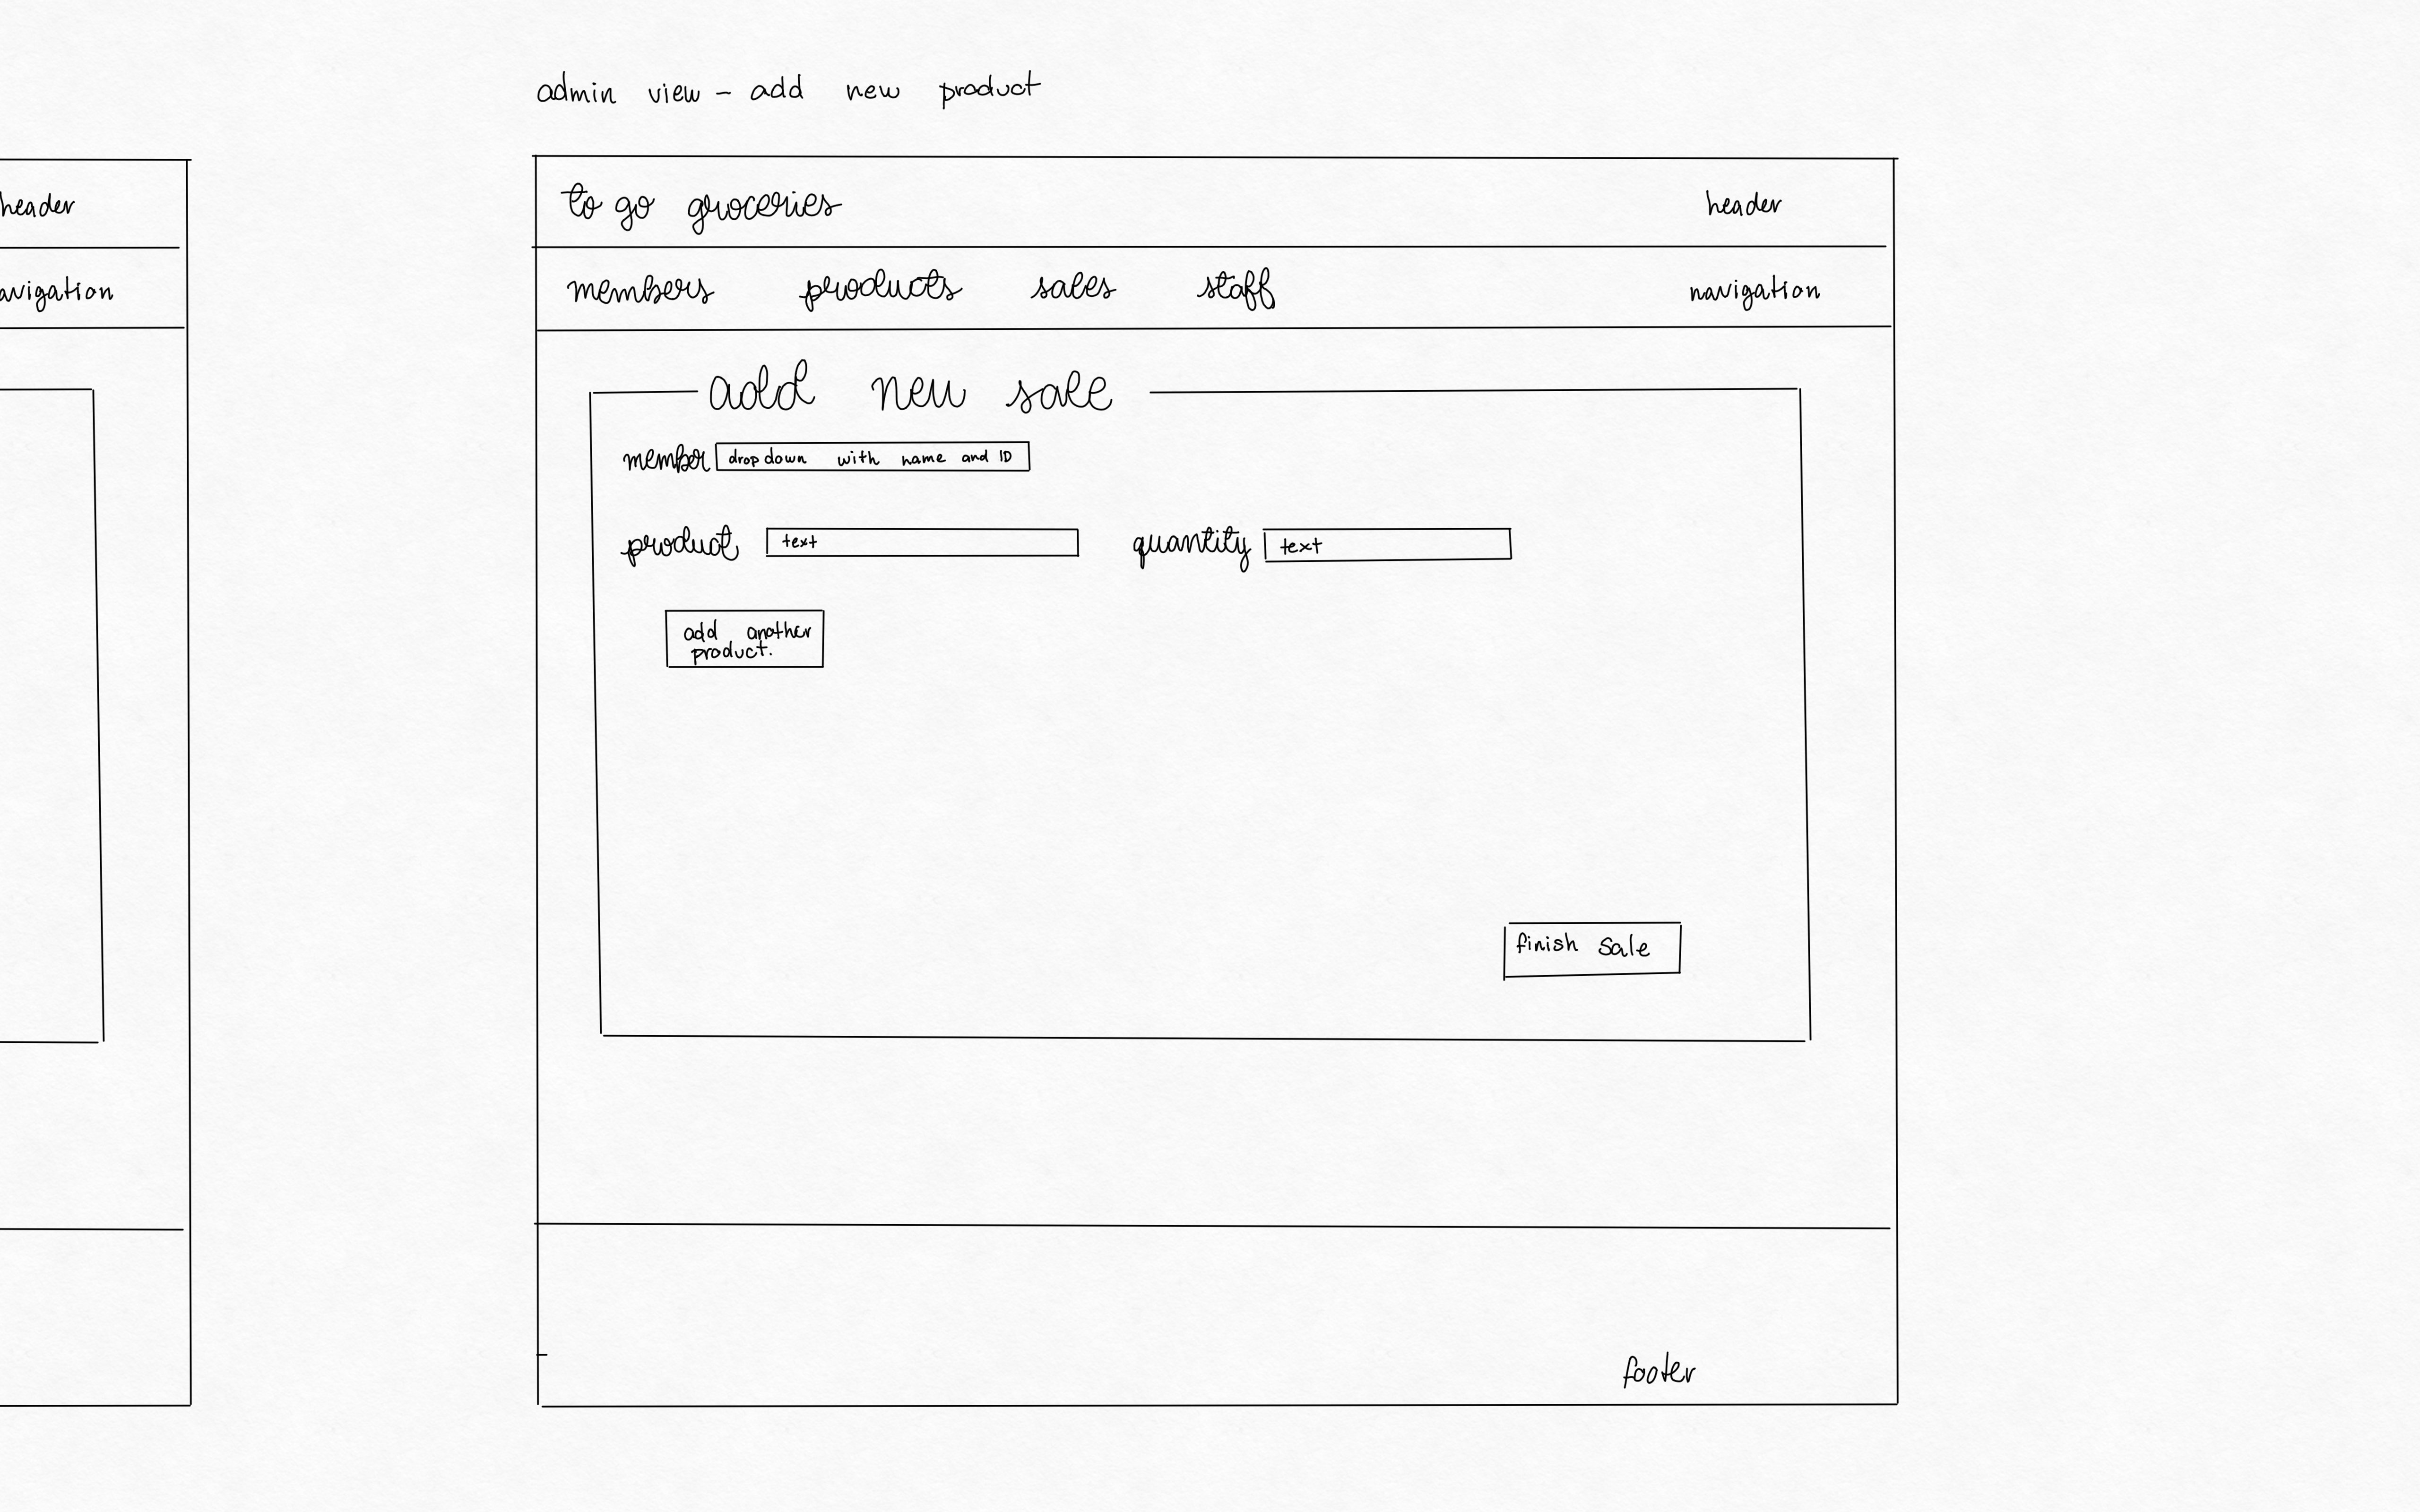 admin view - add new product
header
avigation
to go groceries header
members products sales staff navigation
add new sale
member drop down with name and ID
product text quantity text
add another
product.
finish sale
footer